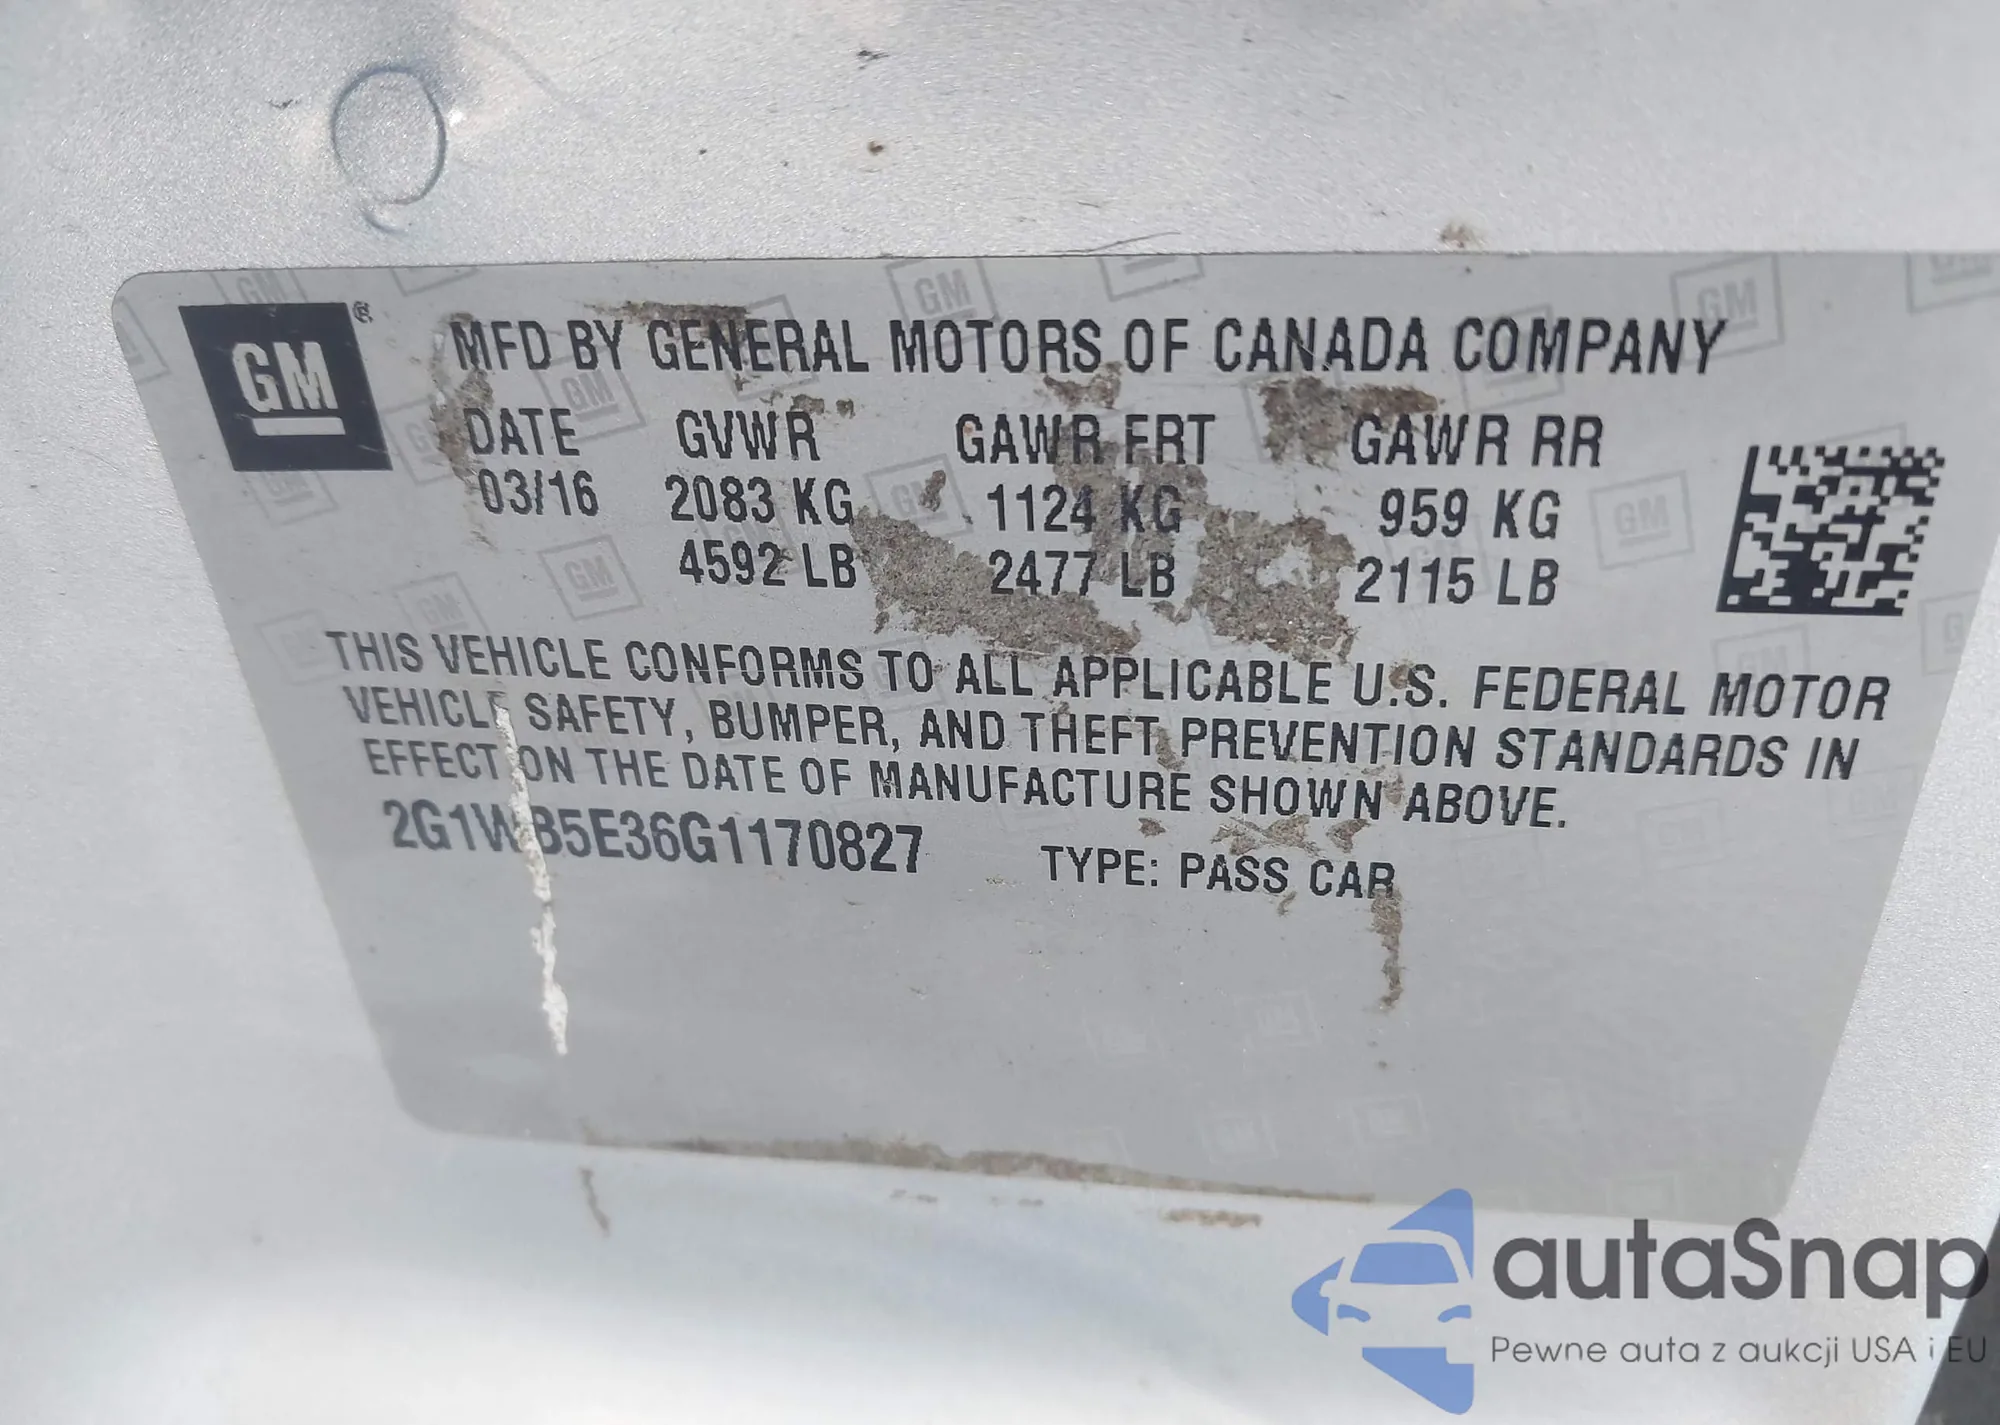 GM ®
MFD BY GENERAL MOTORS OF CANADA COMPANY
DATE GVWR GAWR FRT GAWR RR
03/16 2083 KG 1124 KG 959 KG
4592 LB 2477 LB 2115 LB
THIS VEHICLE CONFORMS TO ALL APPLICABLE U.S. FEDERAL MOTOR
VEHICLE SAFETY, BUMPER, AND THEFT PREVENTION STANDARDS IN
EFFECT ON THE DATE OF MANUFACTURE SHOWN ABOVE.
2G1WB5E36G1170827 TYPE: PASS CAR
autaSnap
Pewne auta z aukcji USA i EU